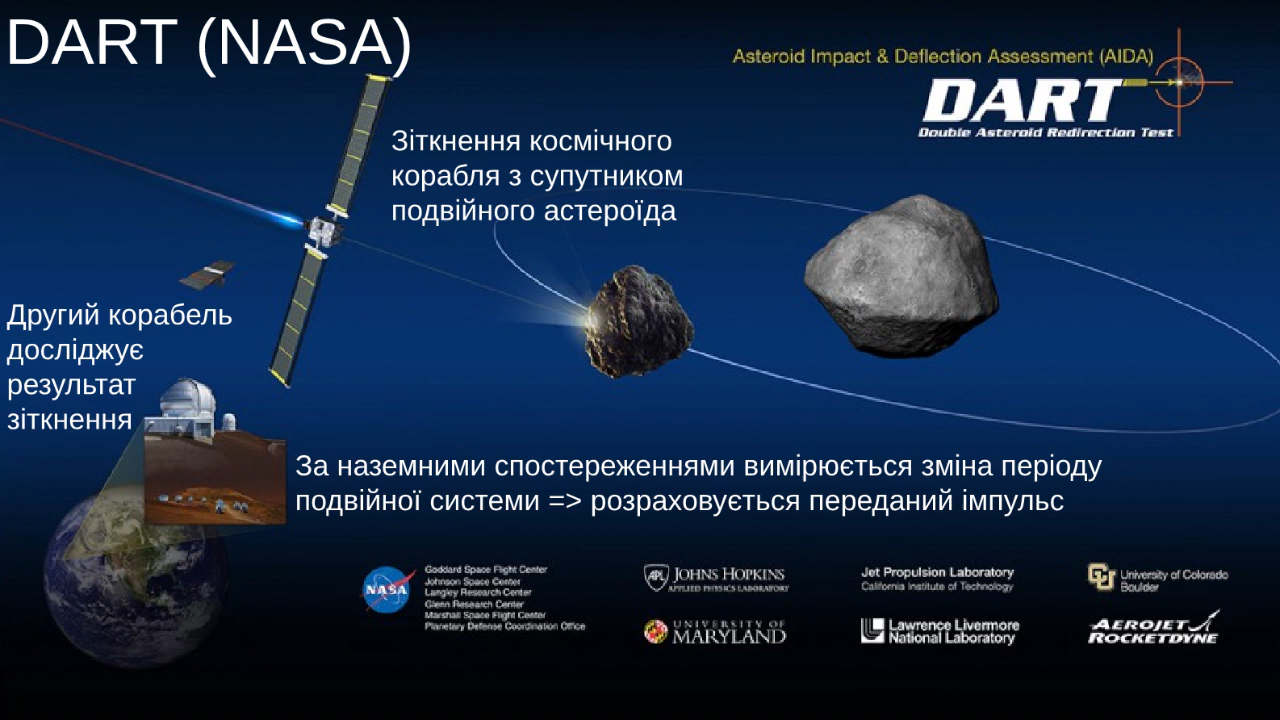 DART (NASA)
Asteroid Impact & Deflection Assessment (AIDA)
DART
Double Asteroid Redirection Test
Зіткнення космічного
корабля з супутником
подвійного астероїда
Другий корабель
досліджує
результат
зіткнення
За наземними спостереженнями вимірюється зміна періоду
подвійної системи => розраховується переданий імпульс
NASA
Goddard Space Flight Center
Johnson Space Center
Langley Research Center
Glenn Research Center
Marshall Space Flight Center
Planetary Defense Coordination Office
APL
JOHNS HOPKINS
APPLIED PHYSICS LABORATORY
UNIVERSITY OF
MARYLAND
Jet Propulsion Laboratory
California Institute of Technology
Lawrence Livermore
National Laboratory
CU
University of Colorado
Boulder
AEROJET
ROCKETDYNE